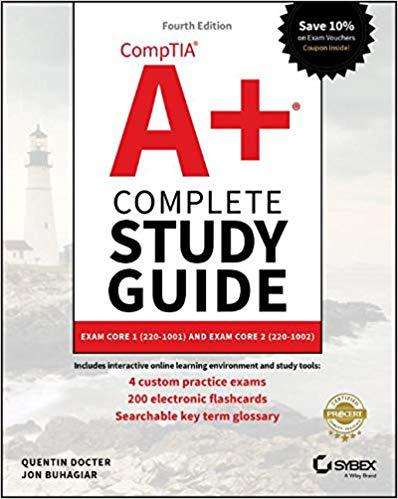 Fourth Edition
Save 10%
on Exam Vouchers
Coupon Inside!
CompTIA®
A+®
COMPLETE
STUDY
GUIDE
EXAM CORE 1 (220-1001) AND EXAM CORE 2 (220-1002)
Includes interactive online learning environment and study tools:
4 custom practice exams
200 electronic flashcards
Searchable key term glossary
CERTIFIED
PROCERT
QUENTIN DOCTER
JON BUHAGIAR
SYBEX
A Wiley Brand